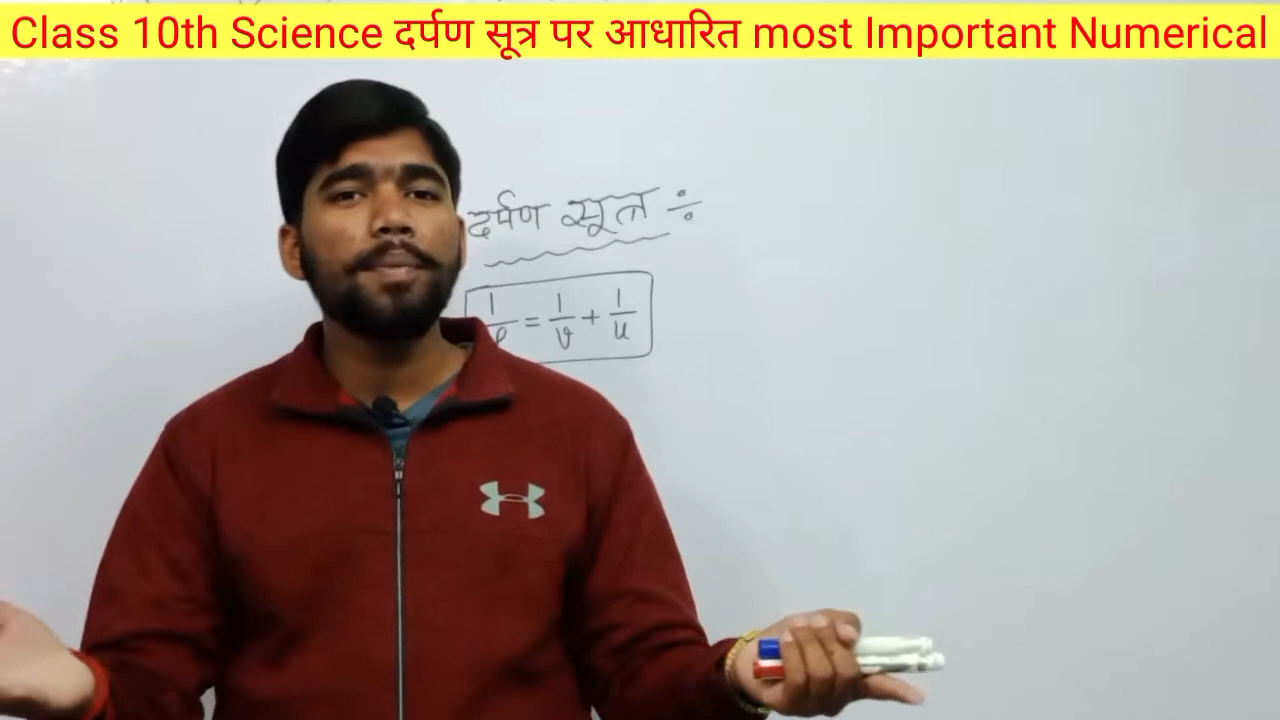 Class 10th Science दर्पण सूत्र पर आधारित most Important Numerical
दर्पण सूत्र ÷
1/f = 1/v + 1/u